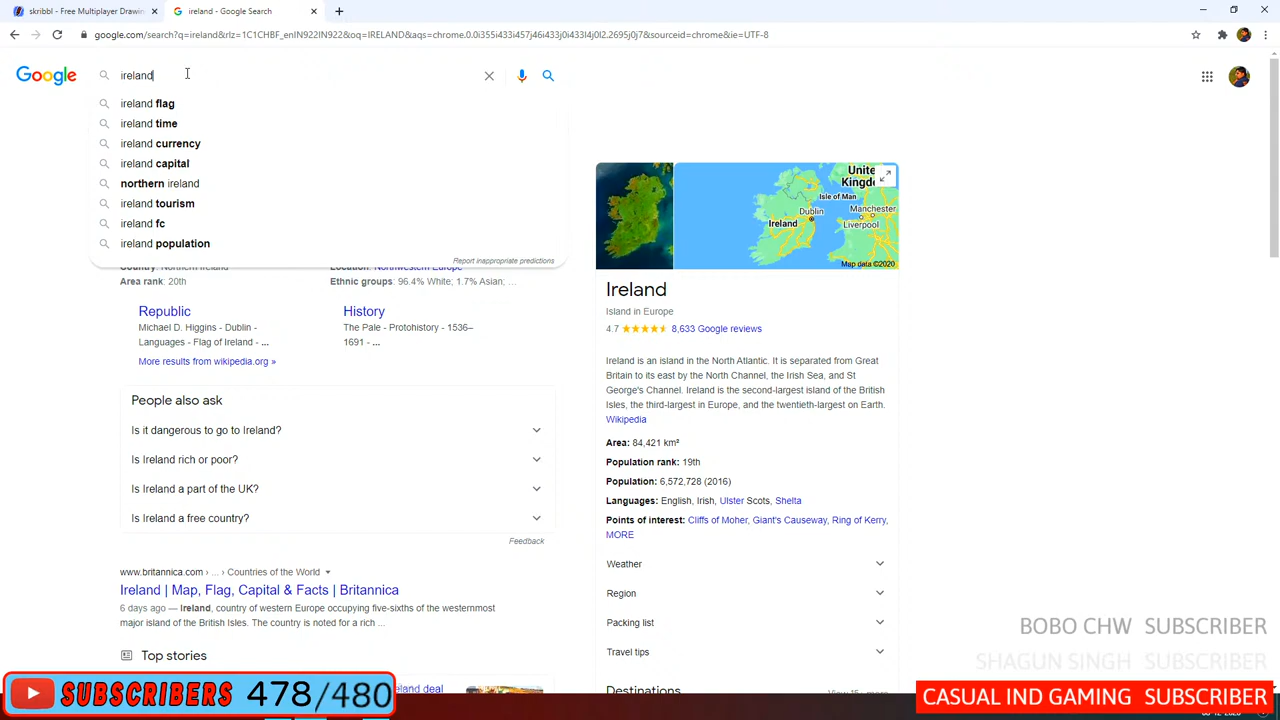 skribbl - Free Multiplayer Drawin
ireland - Google Search
google.com/search?q=ireland&rlz=1C1CHBF_enIN922IN922&oq=IRELAND&aqs=chrome.0.0i355i433i457j46i433j0i433l4j0l2.2695j0j7&sourceid=chrome&ie=UTF-8
Google
ireland
ireland flag
ireland time
ireland currency
ireland capital
northern ireland
ireland tourism
ireland fc
ireland population
Report inappropriate predictions
Country: Northern Ireland
Location: Northwestern Europe
Area rank: 20th
Ethnic groups: 96.4% White; 1.7% Asian; ...
Republic
Michael D. Higgins - Dublin -
Languages - Flag of Ireland - ...
History
The Pale - Protohistory - 1536–
1691 - ...
More results from wikipedia.org »
People also ask
Is it dangerous to go to Ireland?
Is Ireland rich or poor?
Is Ireland a part of the UK?
Is Ireland a free country?
Feedback
www.britannica.com › ... › Countries of the World
Ireland | Map, Flag, Capital & Facts | Britannica
6 days ago — Ireland, country of western Europe occupying five-sixths of the westernmost
major island of the British Isles. The country is noted for a rich ...
Top stories
eland deal
Unite
Kingd
Isle of Man
Dublin
Manchester
Ireland
Liverpool
Map data ©2020
Ireland
Island in Europe
4.7 8,633 Google reviews
Ireland is an island in the North Atlantic. It is separated from Great
Britain to its east by the North Channel, the Irish Sea, and St
George's Channel. Ireland is the second-largest island of the British
Isles, the third-largest in Europe, and the twentieth-largest on Earth.
Wikipedia
Area: 84,421 km²
Population rank: 19th
Population: 6,572,728 (2016)
Languages: English, Irish, Ulster Scots, Shelta
Points of interest: Cliffs of Moher, Giant's Causeway, Ring of Kerry,
MORE
Weather
Region
Packing list
Travel tips
Destinations
View 15+ more
BOBO CHW SUBSCRIBER
SHAGUN SINGH SUBSCRIBER
CASUAL IND GAMING SUBSCRIBER
SUBSCRIBERS 478/480